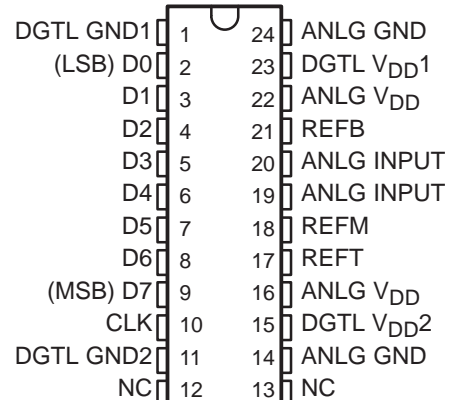 DGTL GND1 1 24 ANLG GND
(LSB) D0 2 23 DGTL VDD1
D1 3 22 ANLG VDD
D2 4 21 REFB
D3 5 20 ANLG INPUT
D4 6 19 ANLG INPUT
D5 7 18 REFM
D6 8 17 REFT
(MSB) D7 9 16 ANLG VDD
CLK 10 15 DGTL VDD2
DGTL GND2 11 14 ANLG GND
NC 12 13 NC